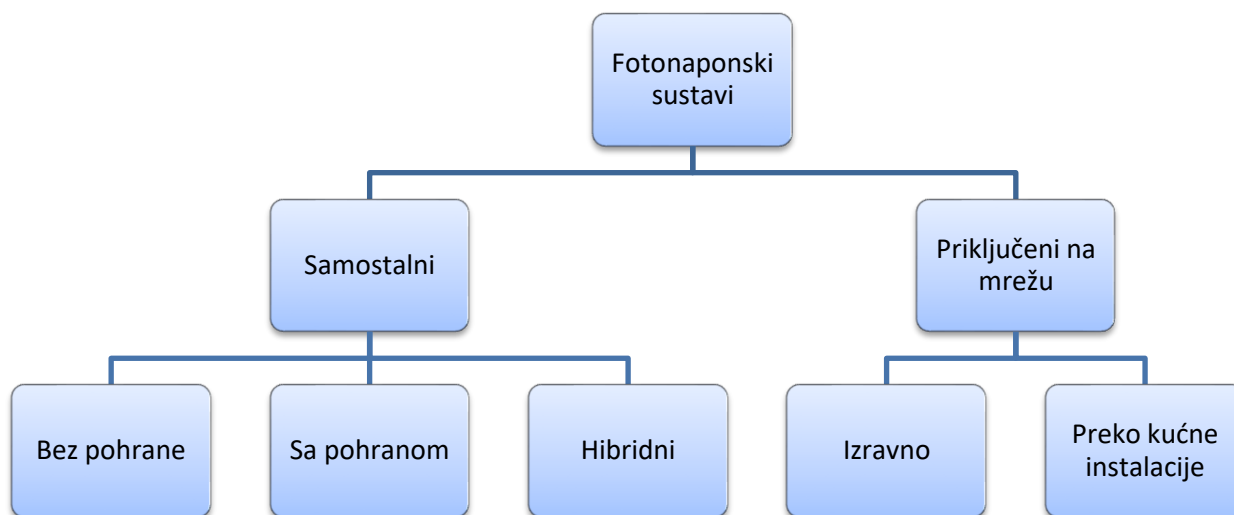 Fotonaponski
sustavi
Samostalni
Priključeni na
mrežu
Bez pohrane
Sa pohranom
Hibridni
Izravno
Preko kućne
instalacije